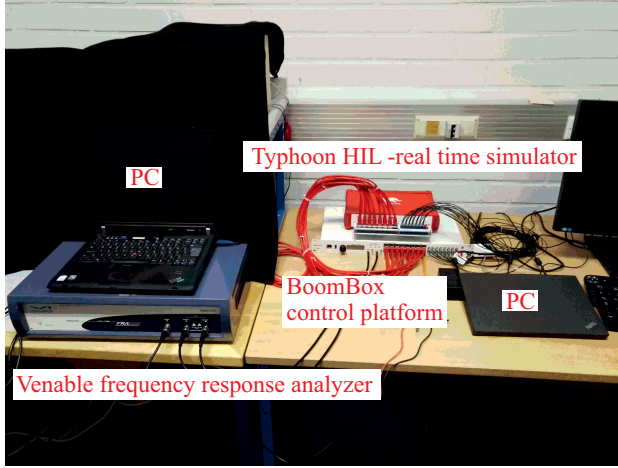 Typhoon HIL -real time simulator
PC
BoomBox
control platform
PC
Venable frequency response analyzer